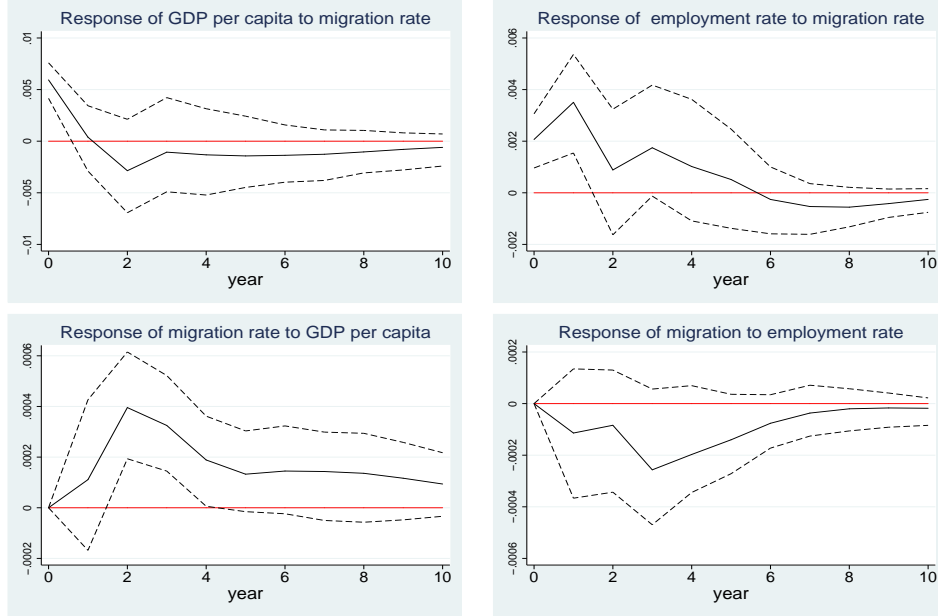 Response of GDP per capita to migration rate
.01
.005
0
-.005
-.01
0 2 4 6 8 10
year
Response of employment rate to migration rate
.006
.004
.002
0
-.002
0 2 4 6 8 10
year
Response of migration rate to GDP per capita
.0006
.0004
.0002
0
-.0002
0 2 4 6 8 10
year
Response of migration to employment rate
.0002
0
-.0002
-.0004
-.0006
0 2 4 6 8 10
year